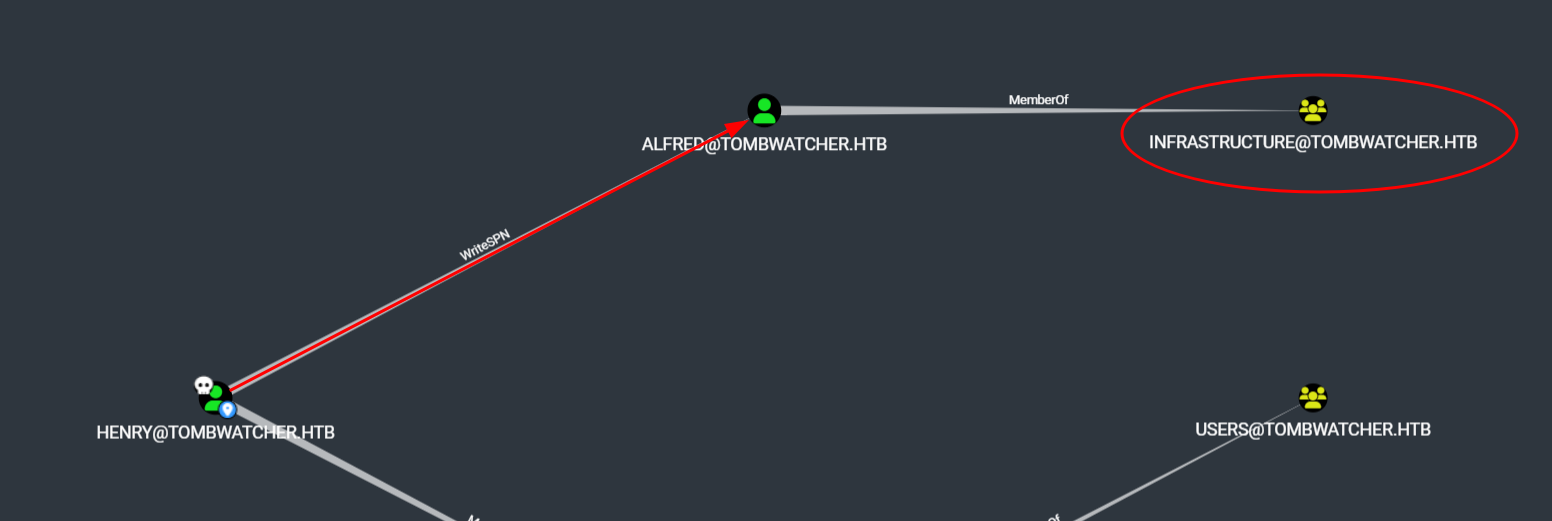 MemberOf
ALFRED@TOMBWATCHER.HTB
INFRASTRUCTURE@TOMBWATCHER.HTB
WriteSPN
HENRY@TOMBWATCHER.HTB
USERS@TOMBWATCHER.HTB